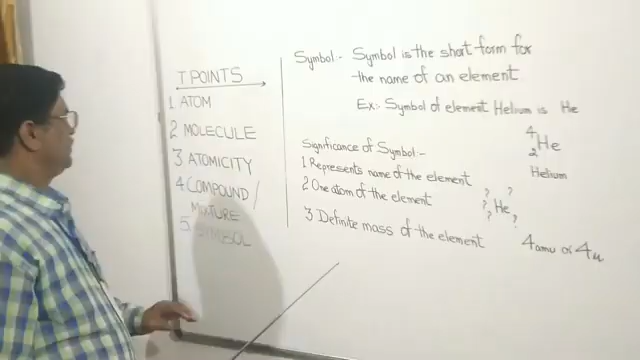 T POINTS
1 ATOM
2 MOLECULE
3 ATOMICITY
4 COMPOUND /
MIXTURE
5 SYMBOL
Symbol:- Symbol is the short form for
the name of an element
Ex:- Symbol of element Helium is He
4
2He
Helium
Significance of Symbol:-
1 Represents name of the element
2 One atom of the element
? ?
? He
? ?
3 Definite mass of the element 4amu or 4u